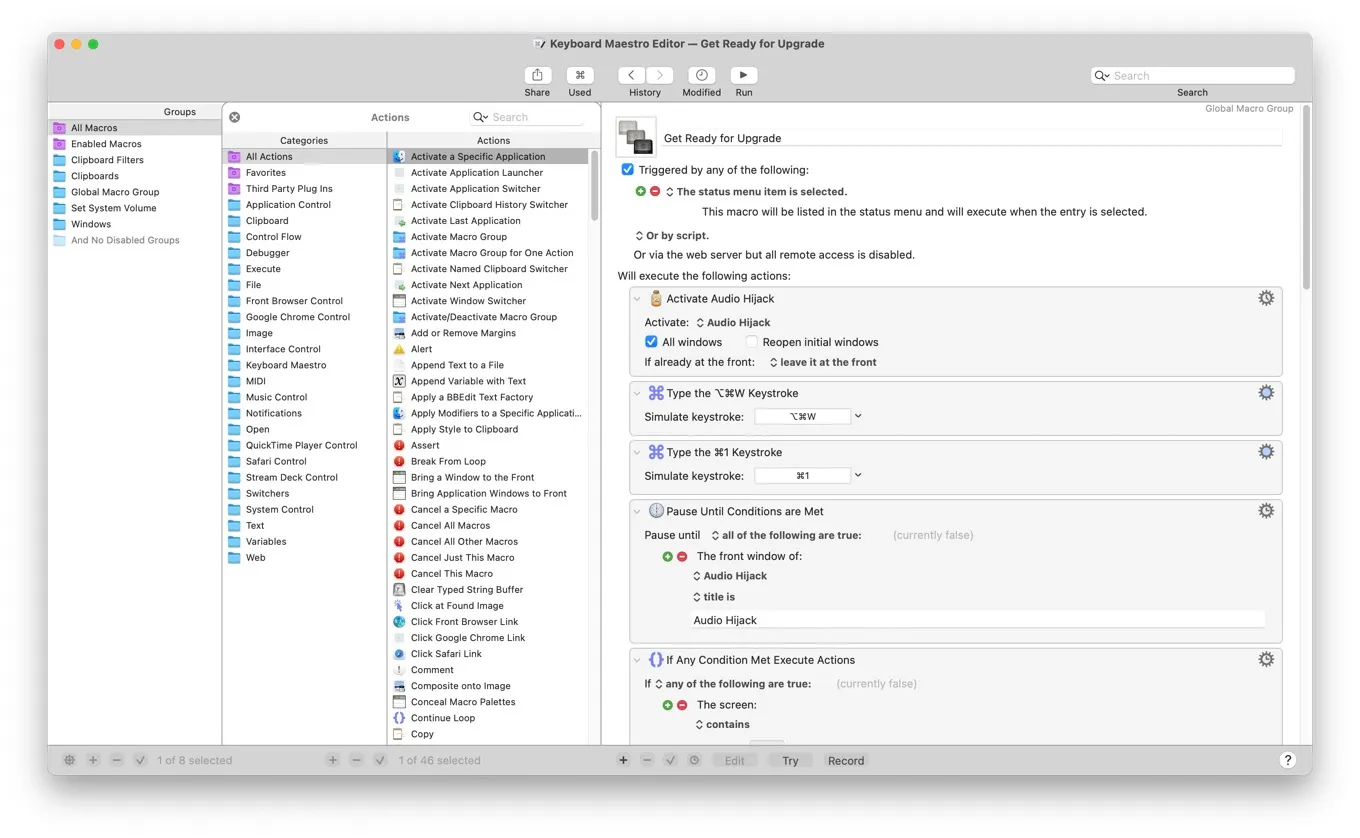 Keyboard Maestro Editor — Get Ready for Upgrade
Share
Used
History
Modified
Run
Search
Search
Groups
All Macros
Enabled Macros
Clipboard Filters
Clipboards
Global Macro Group
Set System Volume
Windows
And No Disabled Groups
Actions
Search
Categories
All Actions
Favorites
Third Party Plug Ins
Application Control
Clipboard
Control Flow
Debugger
Execute
File
Front Browser Control
Google Chrome Control
Image
Interface Control
Keyboard Maestro
MIDI
Music Control
Notifications
Open
QuickTime Player Control
Safari Control
Stream Deck Control
Switchers
System Control
Text
Variables
Web
Actions
Activate a Specific Application
Activate Application Launcher
Activate Application Switcher
Activate Clipboard History Switcher
Activate Last Application
Activate Macro Group
Activate Macro Group for One Action
Activate Named Clipboard Switcher
Activate Next Application
Activate Window Switcher
Activate/Deactivate Macro Group
Add or Remove Margins
Alert
Append Text to a File
Append Variable with Text
Apply a BBEdit Text Factory
Apply Modifiers to a Specific Applicati...
Apply Style to Clipboard
Assert
Break From Loop
Bring a Window to the Front
Bring Application Windows to Front
Cancel a Specific Macro
Cancel All Macros
Cancel All Other Macros
Cancel Just This Macro
Cancel This Macro
Clear Typed String Buffer
Click at Found Image
Click Front Browser Link
Click Google Chrome Link
Click Safari Link
Comment
Composite onto Image
Conceal Macro Palettes
Continue Loop
Copy
Global Macro Group
Get Ready for Upgrade
Triggered by any of the following:
The status menu item is selected.
This macro will be listed in the status menu and will execute when the entry is selected.
Or by script.
Or via the web server but all remote access is disabled.
Will execute the following actions:
Activate Audio Hijack
Activate: Audio Hijack
All windows Reopen initial windows
If already at the front: leave it at the front
Type the ⌥⌘W Keystroke
Simulate keystroke: ⌥⌘W
Type the ⌘1 Keystroke
Simulate keystroke: ⌘1
Pause Until Conditions are Met
Pause until all of the following are true: (currently false)
The front window of:
Audio Hijack
title is
Audio Hijack
If Any Condition Met Execute Actions
If any of the following are true: (currently false)
The screen:
contains
1 of 8 selected
1 of 46 selected
Edit
Try
Record
?